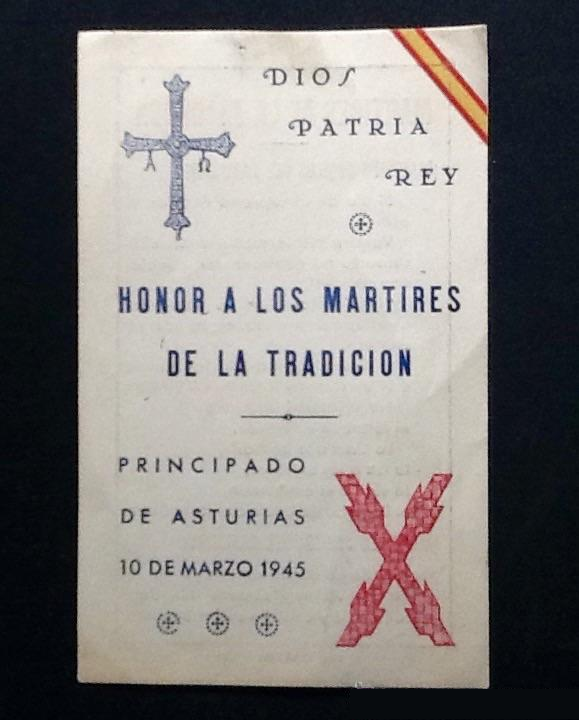 DIOS
PATRIA
REY
Α Ω
HONOR A LOS MARTIRES
DE LA TRADICION
PRINCIPADO
DE ASTURIAS
10 DE MARZO 1945